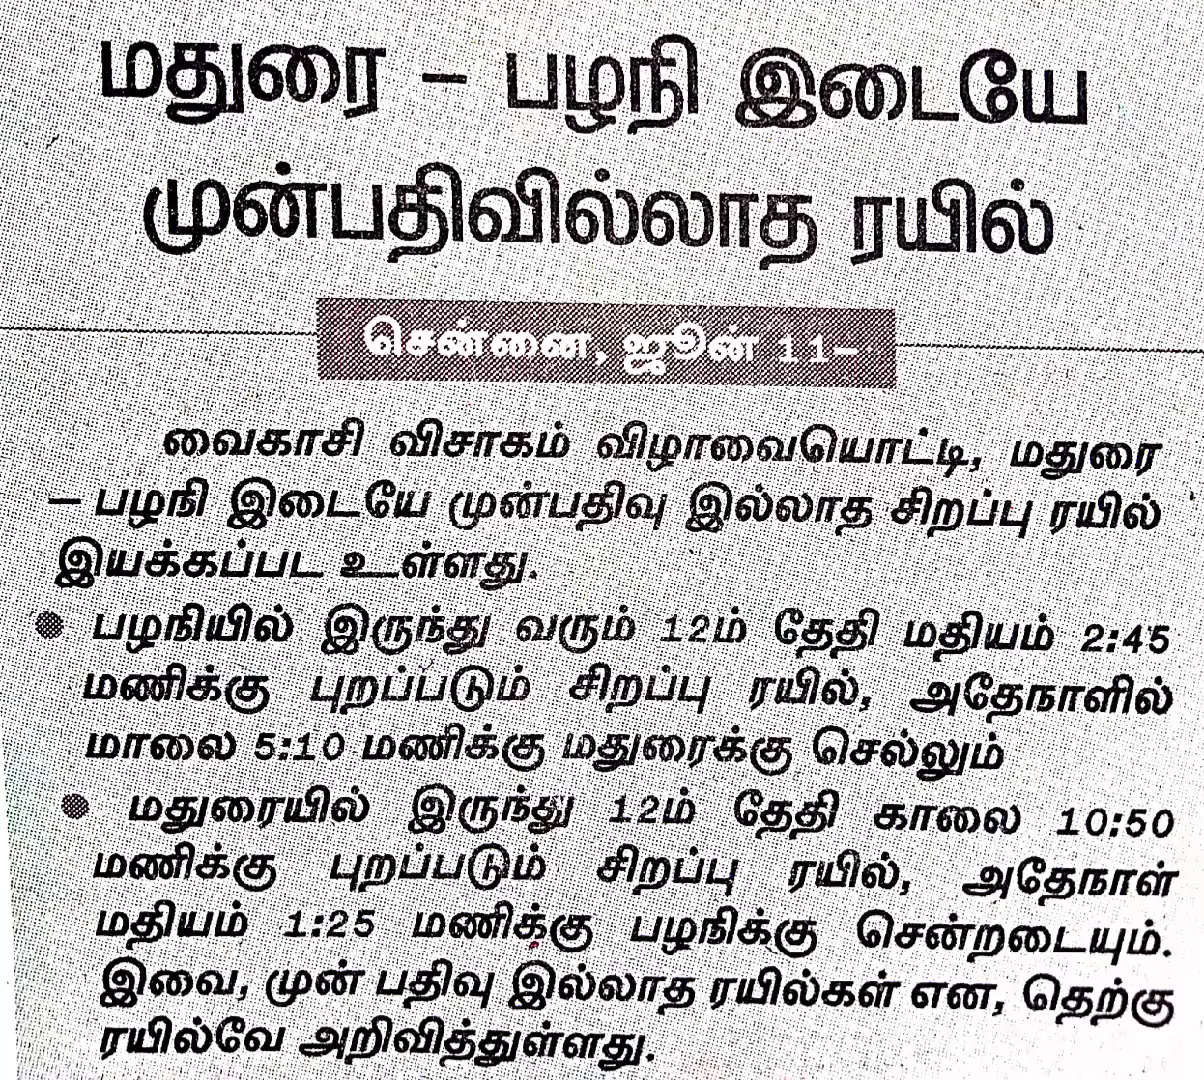 மதுரை – பழநி இடையே
முன்பதிவில்லாத ரயில்
சென்னை, ஜூன் 11–
வைகாசி விசாகம் விழாவையொட்டி, மதுரை
– பழநி இடையே முன்பதிவு இல்லாத சிறப்பு ரயில்
இயக்கப்பட உள்ளது.
● பழநியில் இருந்து வரும் 12ம் தேதி மதியம் 2:45
மணிக்கு புறப்படும் சிறப்பு ரயில், அதேநாளில்
மாலை 5:10 மணிக்கு மதுரைக்கு செல்லும்
● மதுரையில் இருந்து 12ம் தேதி காலை 10:50
மணிக்கு புறப்படும் சிறப்பு ரயில், அதேநாள்
மதியம் 1:25 மணிக்கு பழநிக்கு சென்றடையும்.
இவை, முன் பதிவு இல்லாத ரயில்கள் என, தெற்கு
ரயில்வே அறிவித்துள்ளது.